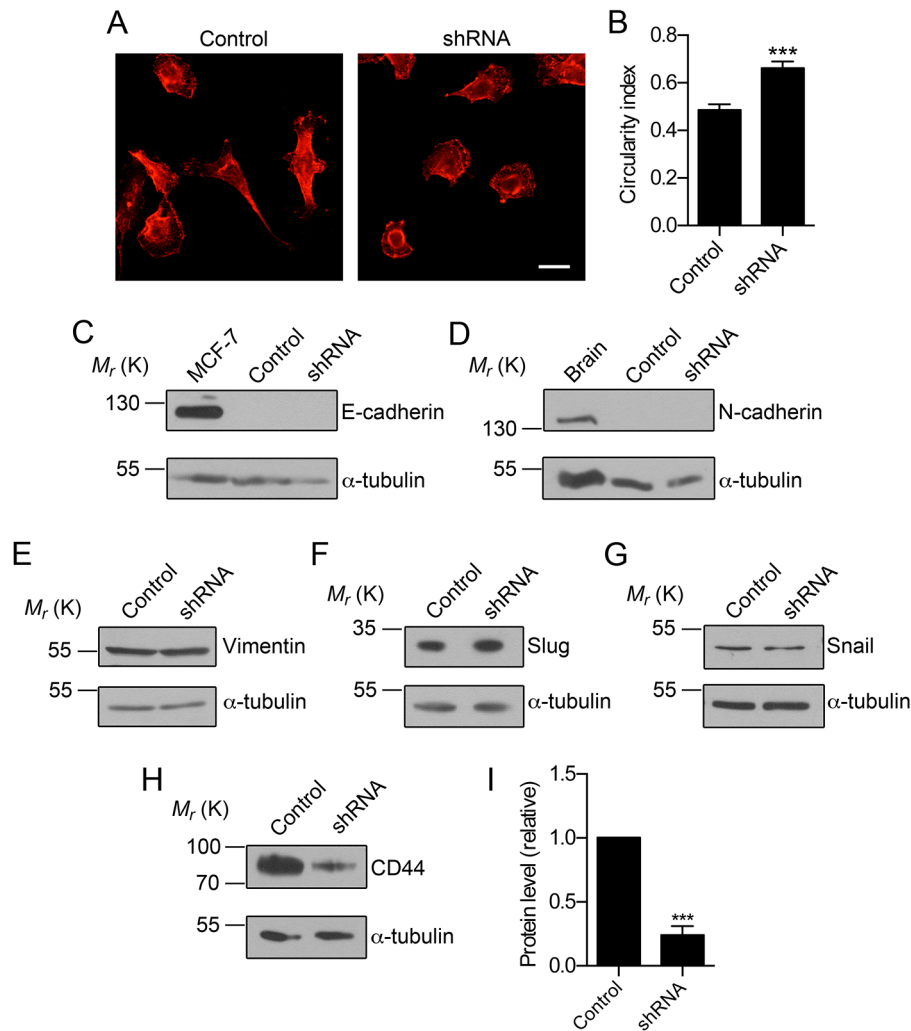 A
Control
shRNA
B
Circularity index
0.8
0.6
0.4
0.2
0.0
***
Control
shRNA
C
Mr (K)
MCF-7
Control
shRNA
130
E-cadherin
55
α-tubulin
D
Mr (K)
Brain
Control
shRNA
130
N-cadherin
55
α-tubulin
E
Mr (K)
Control
shRNA
55
Vimentin
55
α-tubulin
F
Mr (K)
Control
shRNA
35
Slug
55
α-tubulin
G
Mr (K)
Control
shRNA
55
Snail
55
α-tubulin
H
Mr (K)
Control
shRNA
100
70
CD44
55
α-tubulin
I
Protein level (relative)
1.5
1.0
0.5
0.0
***
Control
shRNA